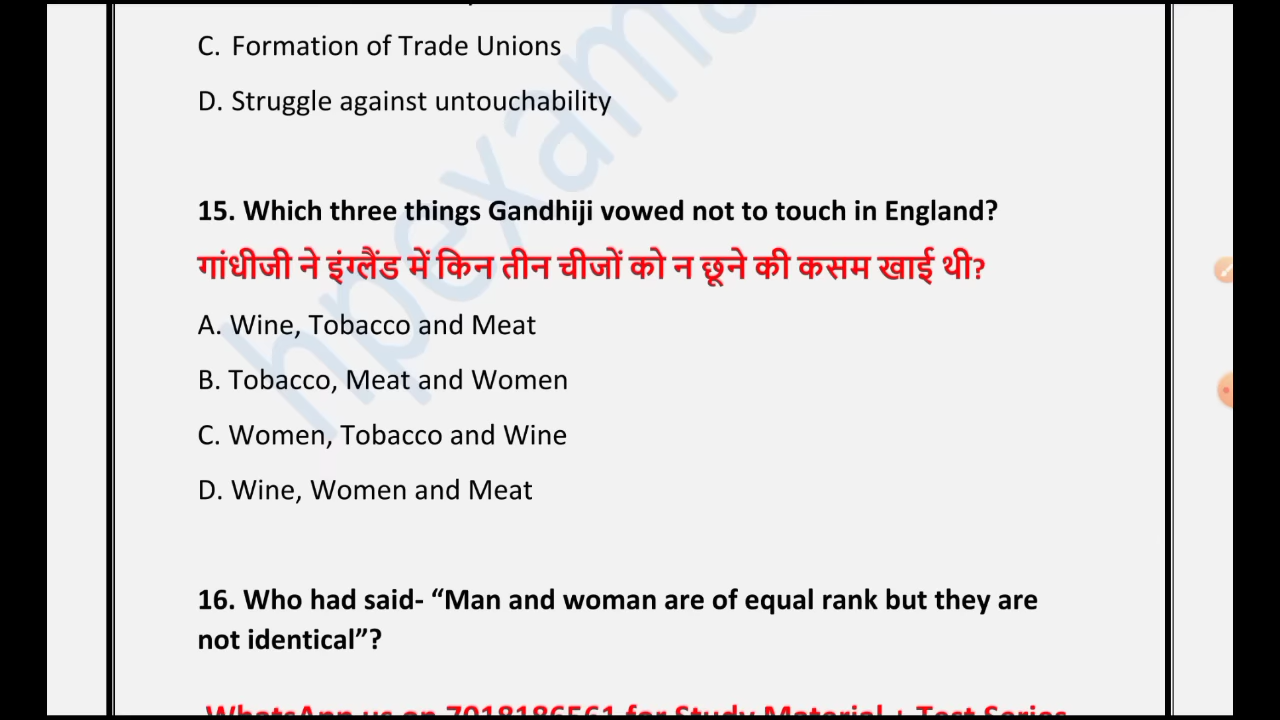 C. Formation of Trade Unions
D. Struggle against untouchability
15. Which three things Gandhiji vowed not to touch in England?
गांधीजी ने इंग्लैंड में किन तीन चीजों को न छूने की कसम खाई थी?
A. Wine, Tobacco and Meat
B. Tobacco, Meat and Women
C. Women, Tobacco and Wine
D. Wine, Women and Meat
16. Who had said- “Man and woman are of equal rank but they are
not identical”?
WhatsApp us on 7018186561 for Study Material + Test Series
hpexam